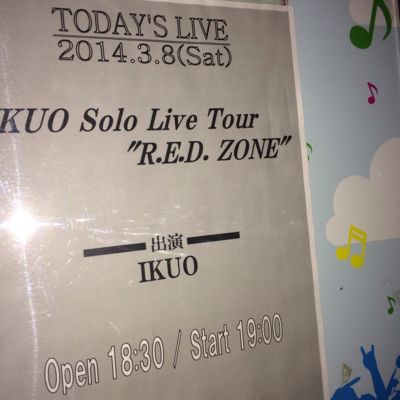 TODAY'S LIVE
2014.3.8(Sat)
KUO Solo Live Tour
"R.E.D. ZONE"
出演
IKUO
Open 18:30 / Start 19:00